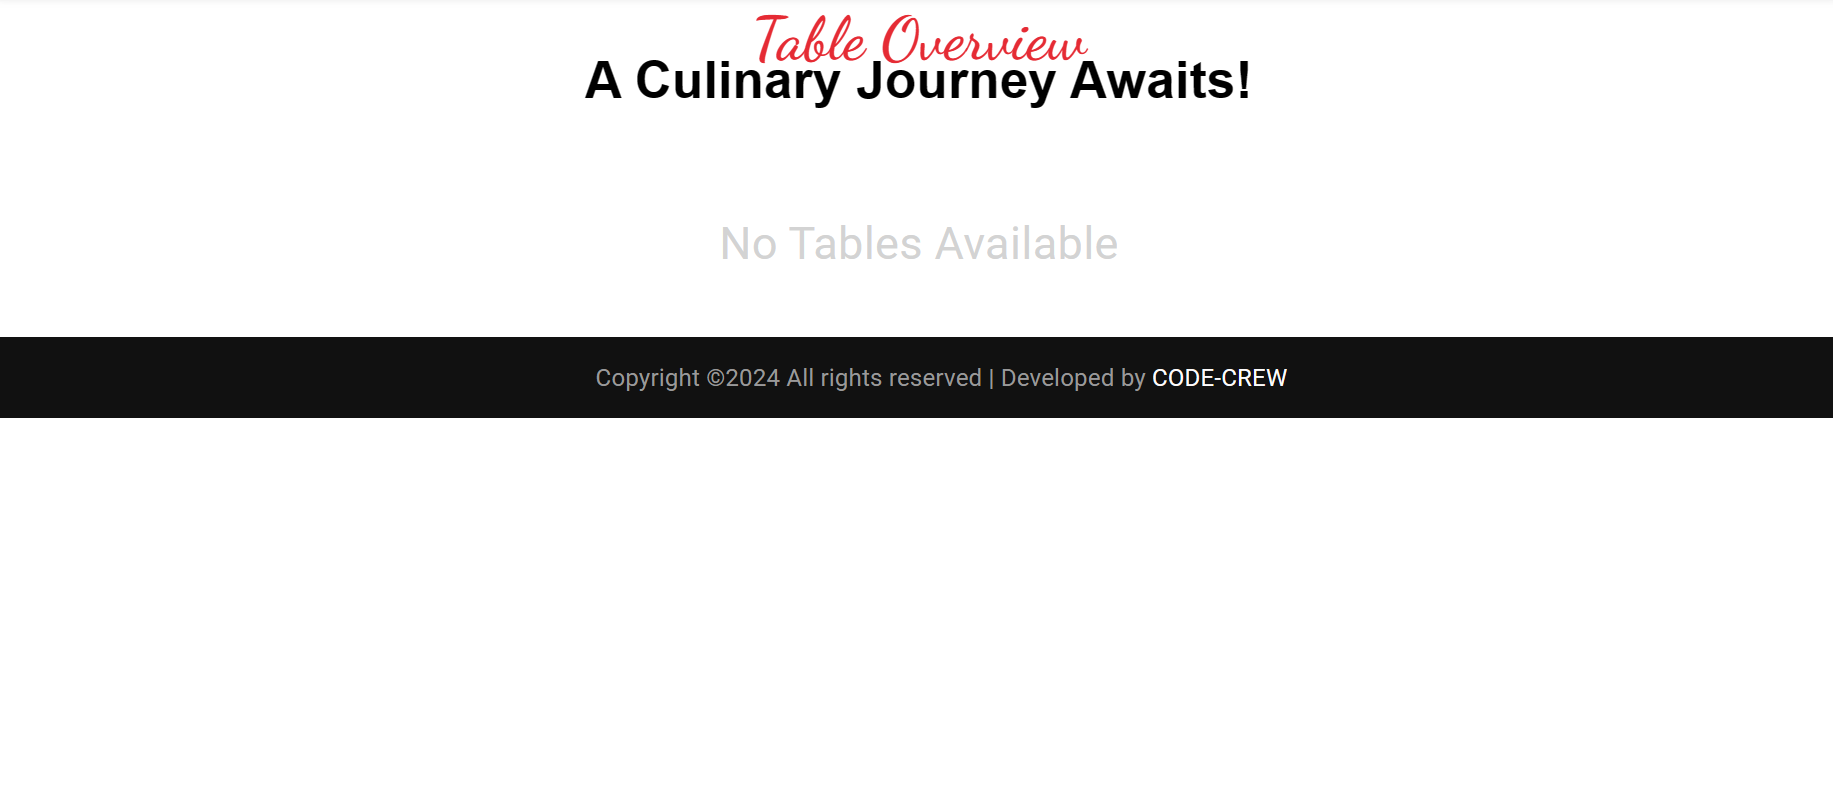 Table Overview
A Culinary Journey Awaits!
No Tables Available
Copyright ©2024 All rights reserved | Developed by CODE-CREW